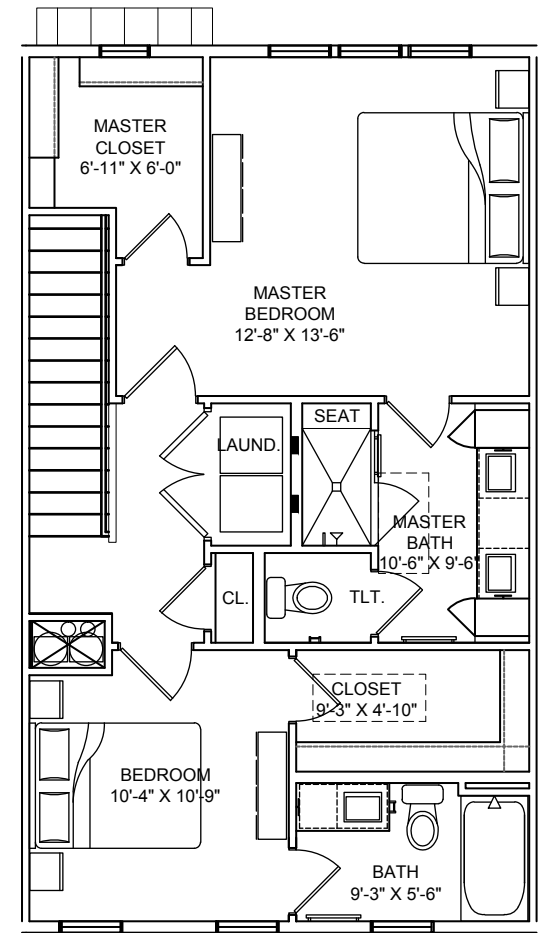 MASTER
CLOSET
6'-11" X 6'-0"
MASTER
BEDROOM
12'-8" X 13'-6"
SEAT
LAUND.
MASTER
BATH
10'-6" X 9'-6"
CL.
TLT.
CLOSET
9'-3" X 4'-10"
BEDROOM
10'-4" X 10'-9"
BATH
9'-3" X 5'-6"